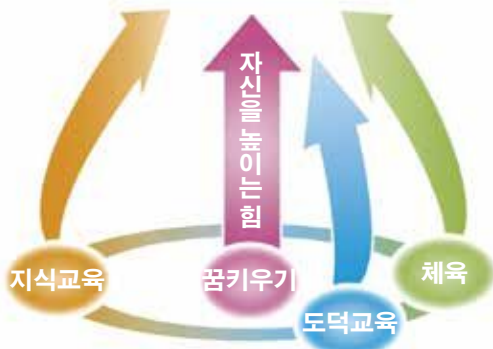 자신을 높이는 힘
지식교육
꿈키우기
체육
도덕교육